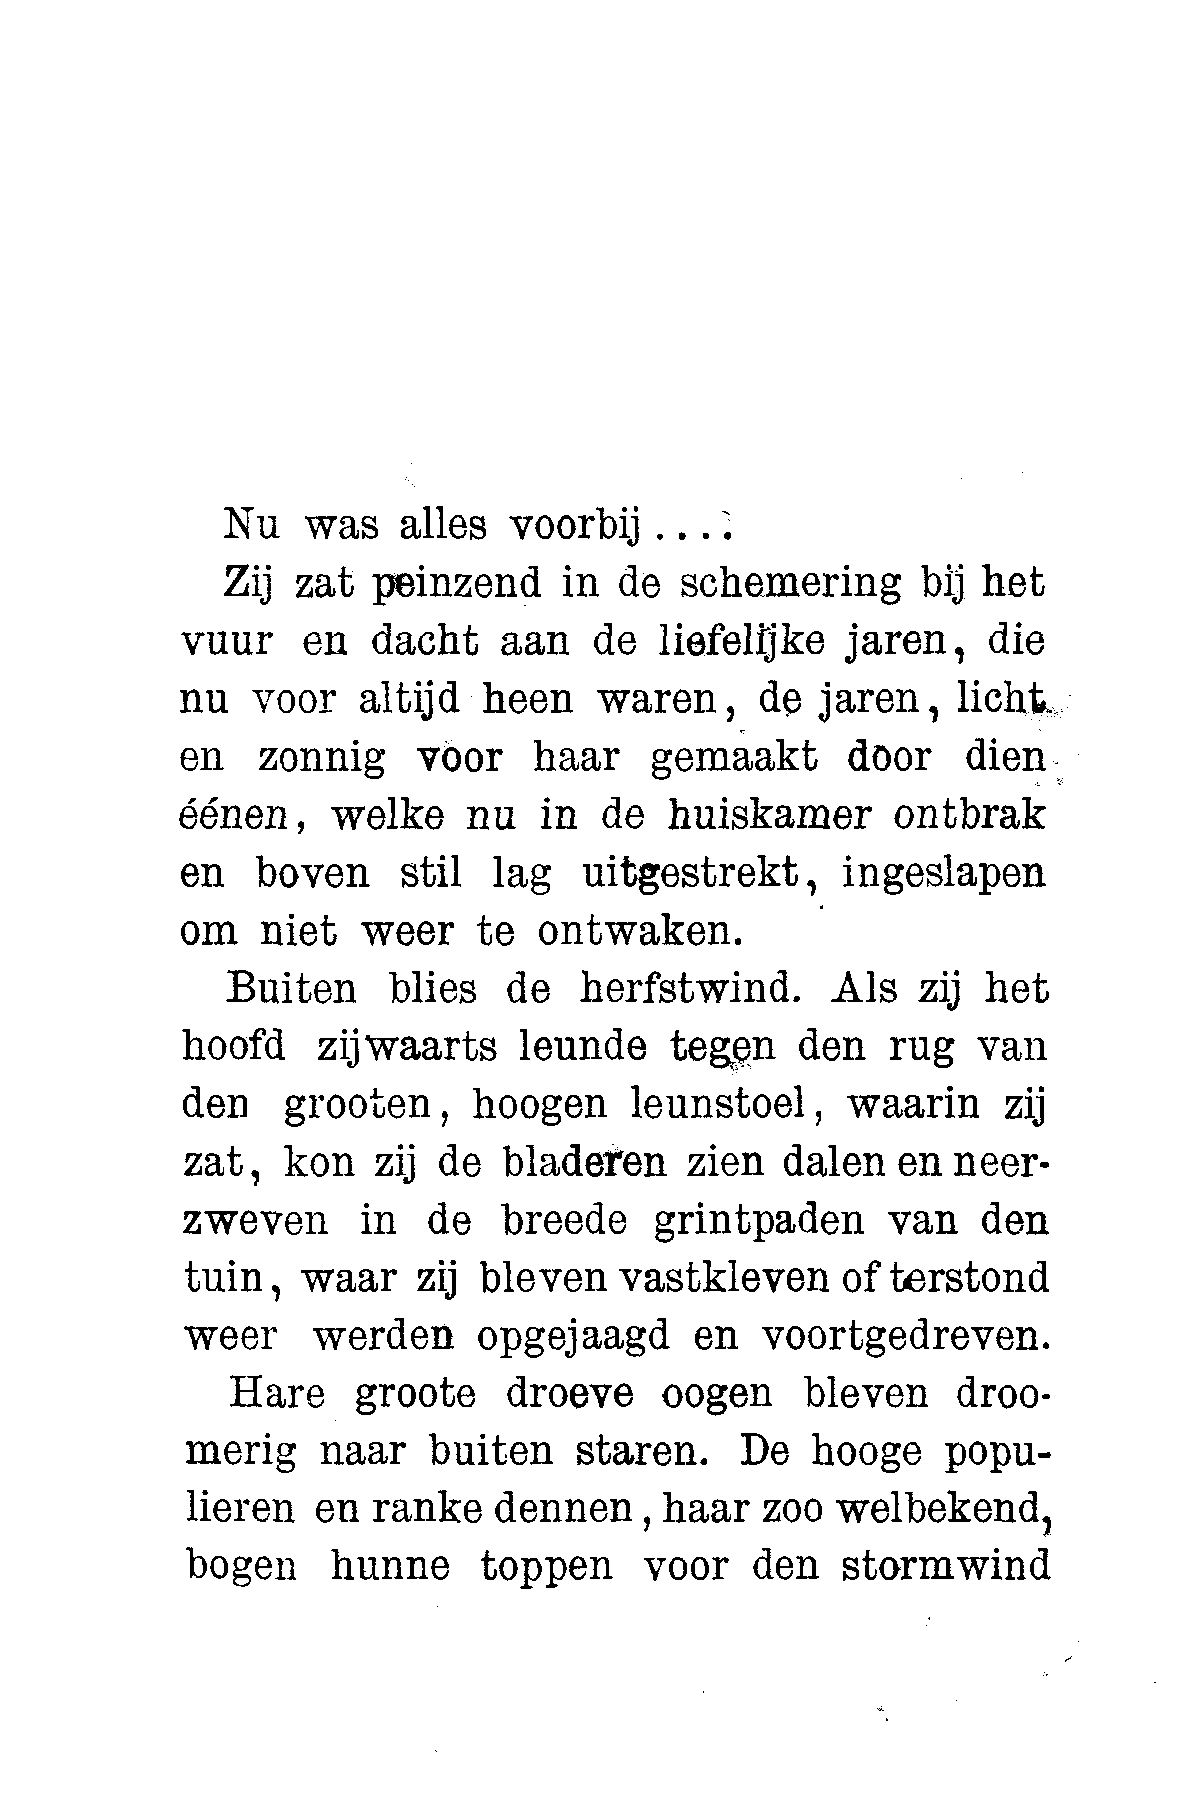 Nu was alles voorbij . . . .
Zij zat peinzend in de schemering bij het
vuur en dacht aan de liefelijke jaren, die
nu voor altijd heen waren, de jaren, licht
en zonnig voor haar gemaakt door dien
éénen, welke nu in de huiskamer ontbrak
en boven stil lag uitgestrekt, ingeslapen
om niet weer te ontwaken.
Buiten blies de herfstwind. Als zij het
hoofd zijwaarts leunde tegen den rug van
den grooten, hoogen leunstoel, waarin zij
zat, kon zij de bladeren zien dalen en neer-
zweven in de breede grintpaden van den
tuin, waar zij bleven vastkleven of terstond
weer werden opgejaagd en voortgedreven.
Hare groote droeve oogen bleven droo-
merig naar buiten staren. De hooge popu-
lieren en ranke dennen, haar zoo welbekend,
bogen hunne toppen voor den stormwind